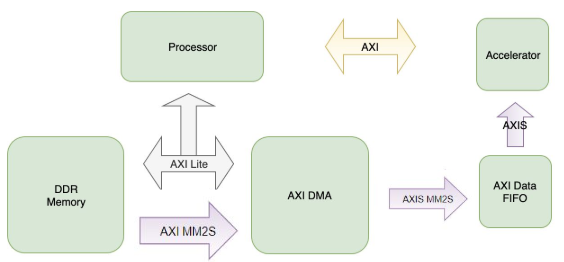 Processor
AXI
Accelerator
AXIS
DDR
Memory
AXI Lite
AXI DMA
AXI Data
FIFO
AXIS MM2S
AXI MM2S